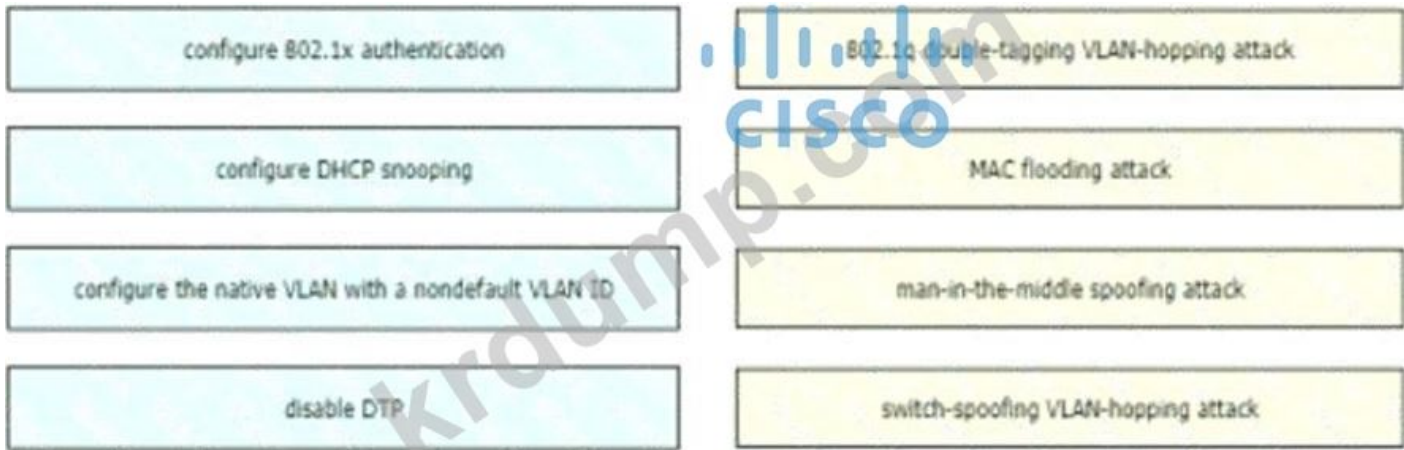 configure 802.1x authentication
802.1q double-tagging VLAN-hopping attack
CISCO
configure DHCP snooping
MAC flooding attack
configure the native VLAN with a nondefault VLAN ID
man-in-the-middle spoofing attack
disable DTP
switch-spoofing VLAN-hopping attack
krdump.com